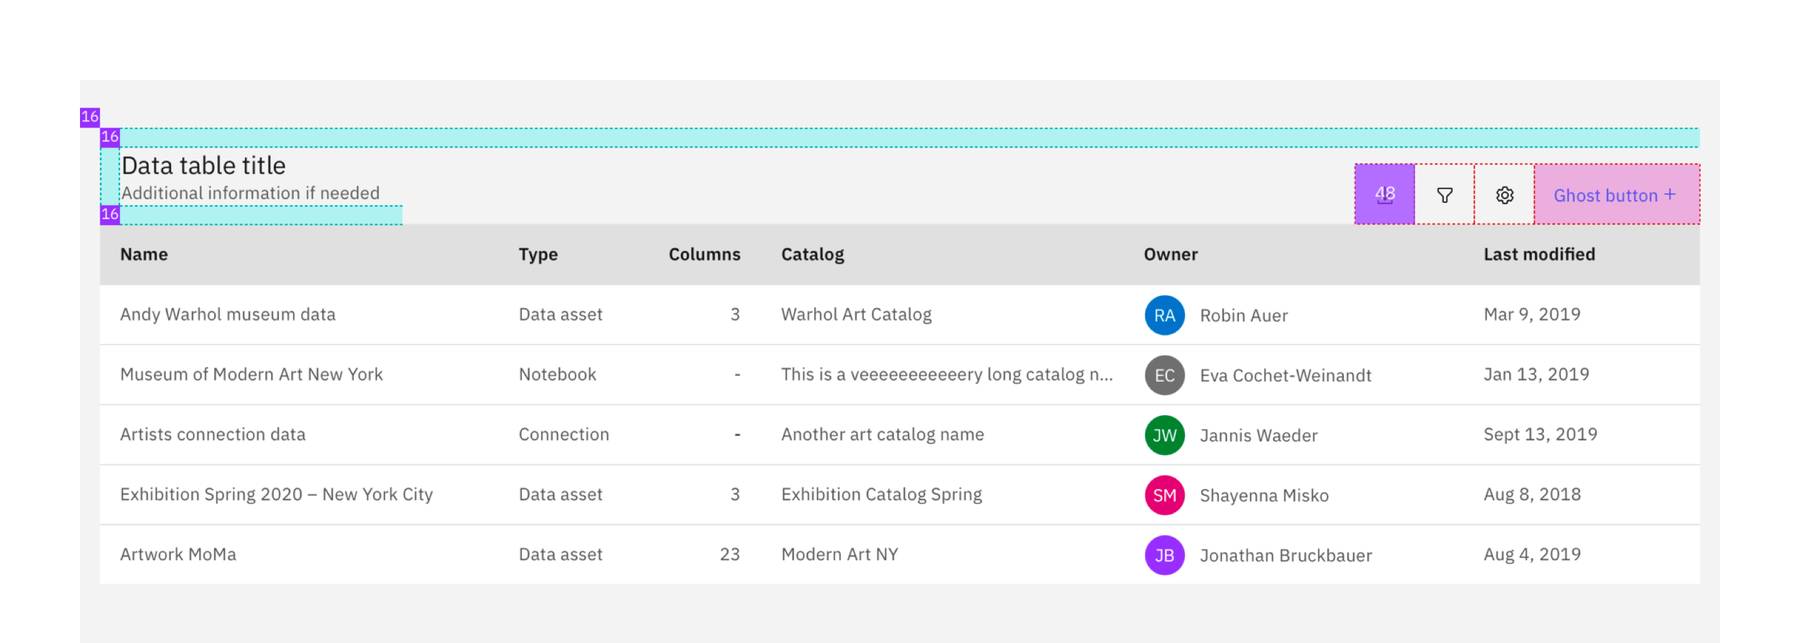 16
16
Data table title
Additional information if needed
48 Ghost button +
16
Name Type Columns Catalog Owner Last modified
Andy Warhol museum data Data asset 3 Warhol Art Catalog RA Robin Auer Mar 9, 2019
Museum of Modern Art New York Notebook - This is a veeeeeeeeeeery long catalog n... EC Eva Cochet-Weinandt Jan 13, 2019
Artists connection data Connection - Another art catalog name JW Jannis Waeder Sept 13, 2019
Exhibition Spring 2020 – New York City Data asset 3 Exhibition Catalog Spring SM Shayenna Misko Aug 8, 2018
Artwork MoMa Data asset 23 Modern Art NY JB Jonathan Bruckbauer Aug 4, 2019